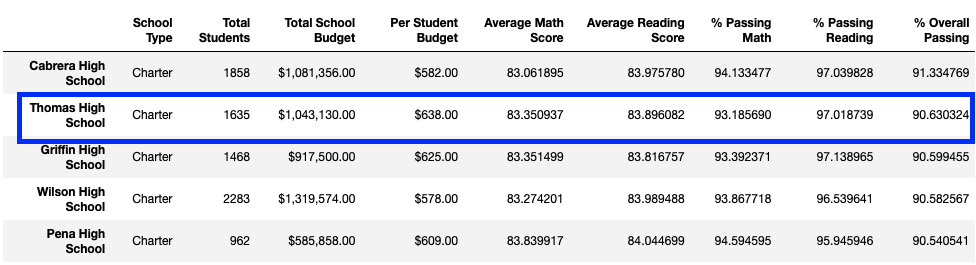 School Type Total Students Total School Budget Per Student Budget Average Math Score Average Reading Score % Passing Math % Passing Reading % Overall Passing
Cabrera High School Charter 1858 $1,081,356.00 $582.00 83.061895 83.975780 94.133477 97.039828 91.334769
Thomas High School Charter 1635 $1,043,130.00 $638.00 83.350937 83.896082 93.185690 97.018739 90.630324
Griffin High School Charter 1468 $917,500.00 $625.00 83.351499 83.816757 93.392371 97.138965 90.599455
Wilson High School Charter 2283 $1,319,574.00 $578.00 83.274201 83.989488 93.867718 96.539641 90.582567
Pena High School Charter 962 $585,858.00 $609.00 83.839917 84.044699 94.594595 95.945946 90.540541